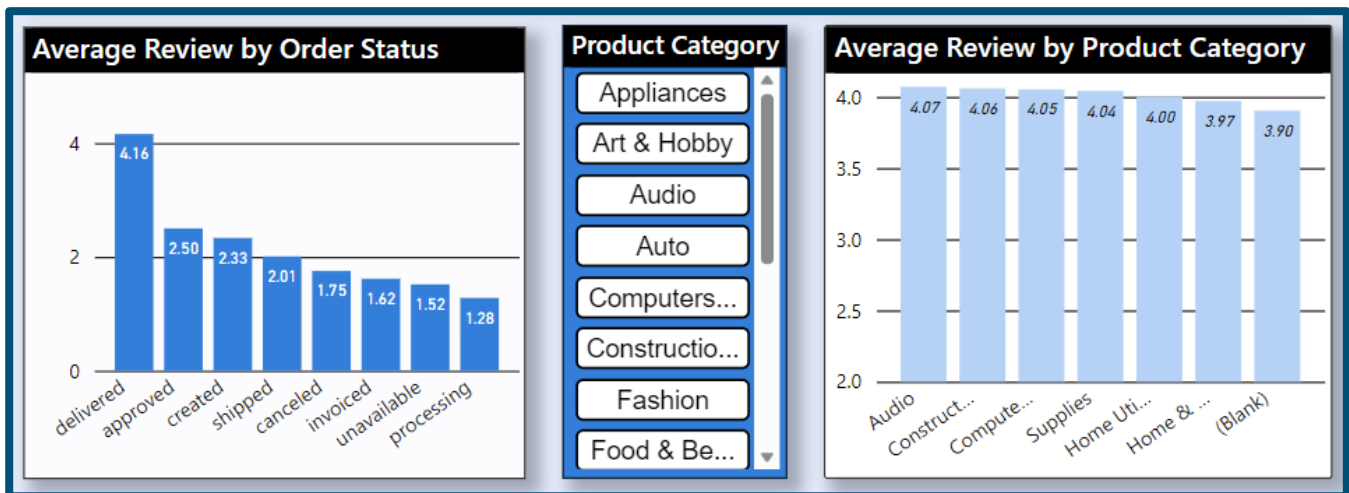 Average Review by Order Status
4
2
0
4.16
2.50
2.33
2.01
1.75
1.62
1.52
1.28
delivered
approved
created
shipped
canceled
invoiced
unavailable
processing
Product Category
Appliances
Art & Hobby
Audio
Auto
Computers...
Constructio...
Fashion
Food & Be...
Average Review by Product Category
4.0
3.5
3.0
2.5
2.0
4.07
4.06
4.05
4.04
4.00
3.97
3.90
Audio
Construct...
Compute...
Supplies
Home Uti...
Home & ...
(Blank)